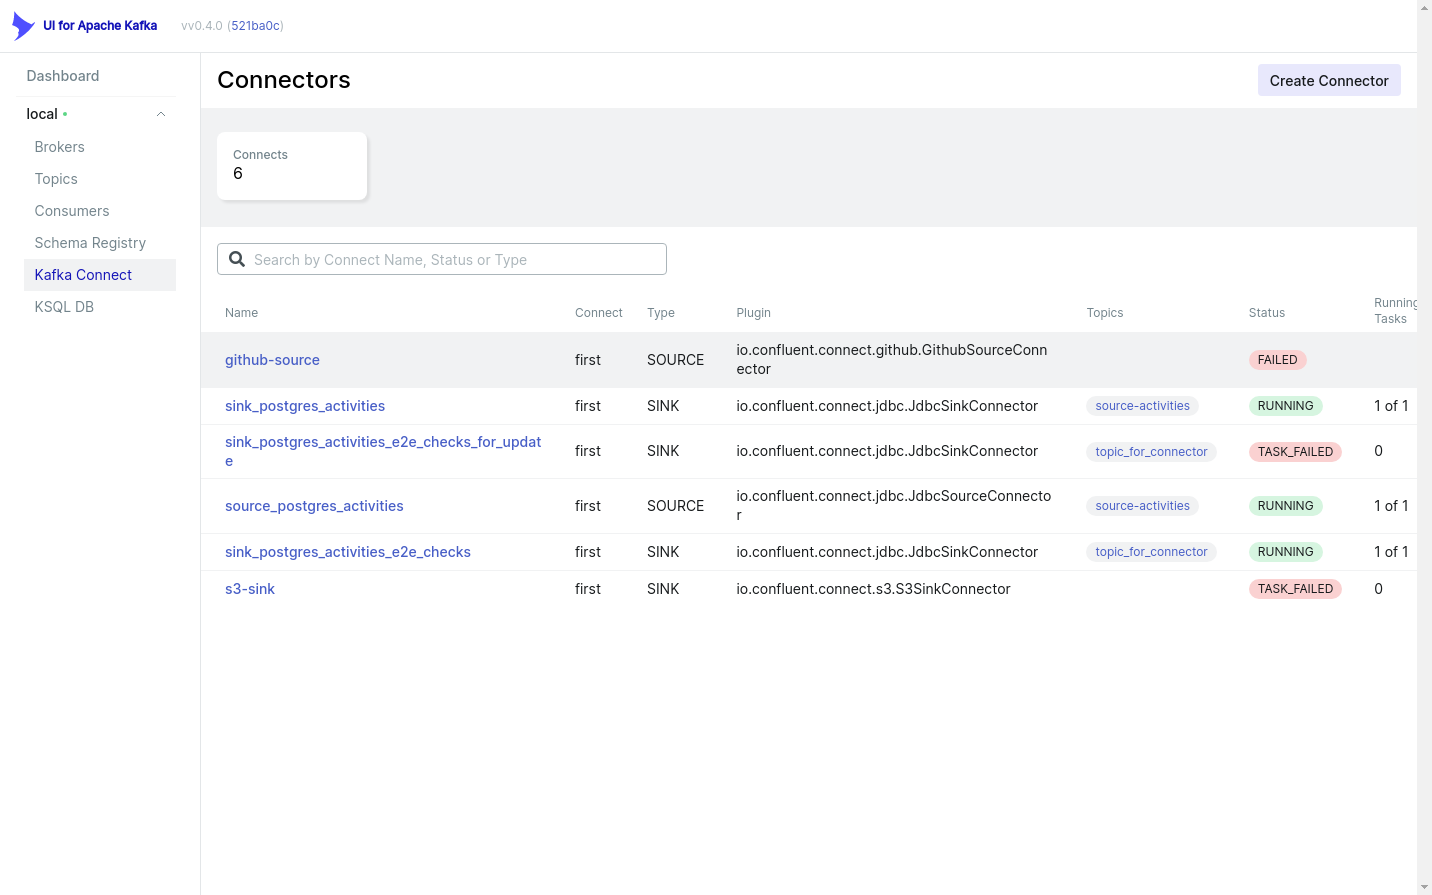 UI for Apache Kafka vv0.4.0 (521ba0c)
Dashboard
local
Brokers
Topics
Consumers
Schema Registry
Kafka Connect
KSQL DB
Connectors
Create Connector
Connects
6
Search by Connect Name, Status or Type
Name Connect Type Plugin Topics Status Running
Tasks
github-source first SOURCE io.confluent.connect.github.GithubSourceConn
ector FAILED
sink_postgres_activities first SINK io.confluent.connect.jdbc.JdbcSinkConnector source-activities RUNNING 1 of 1
sink_postgres_activities_e2e_checks_for_updat
e first SINK io.confluent.connect.jdbc.JdbcSinkConnector topic_for_connector TASK_FAILED 0
source_postgres_activities first SOURCE io.confluent.connect.jdbc.JdbcSourceConnecto
r source-activities RUNNING 1 of 1
sink_postgres_activities_e2e_checks first SINK io.confluent.connect.jdbc.JdbcSinkConnector topic_for_connector RUNNING 1 of 1
s3-sink first SINK io.confluent.connect.s3.S3SinkConnector TASK_FAILED 0